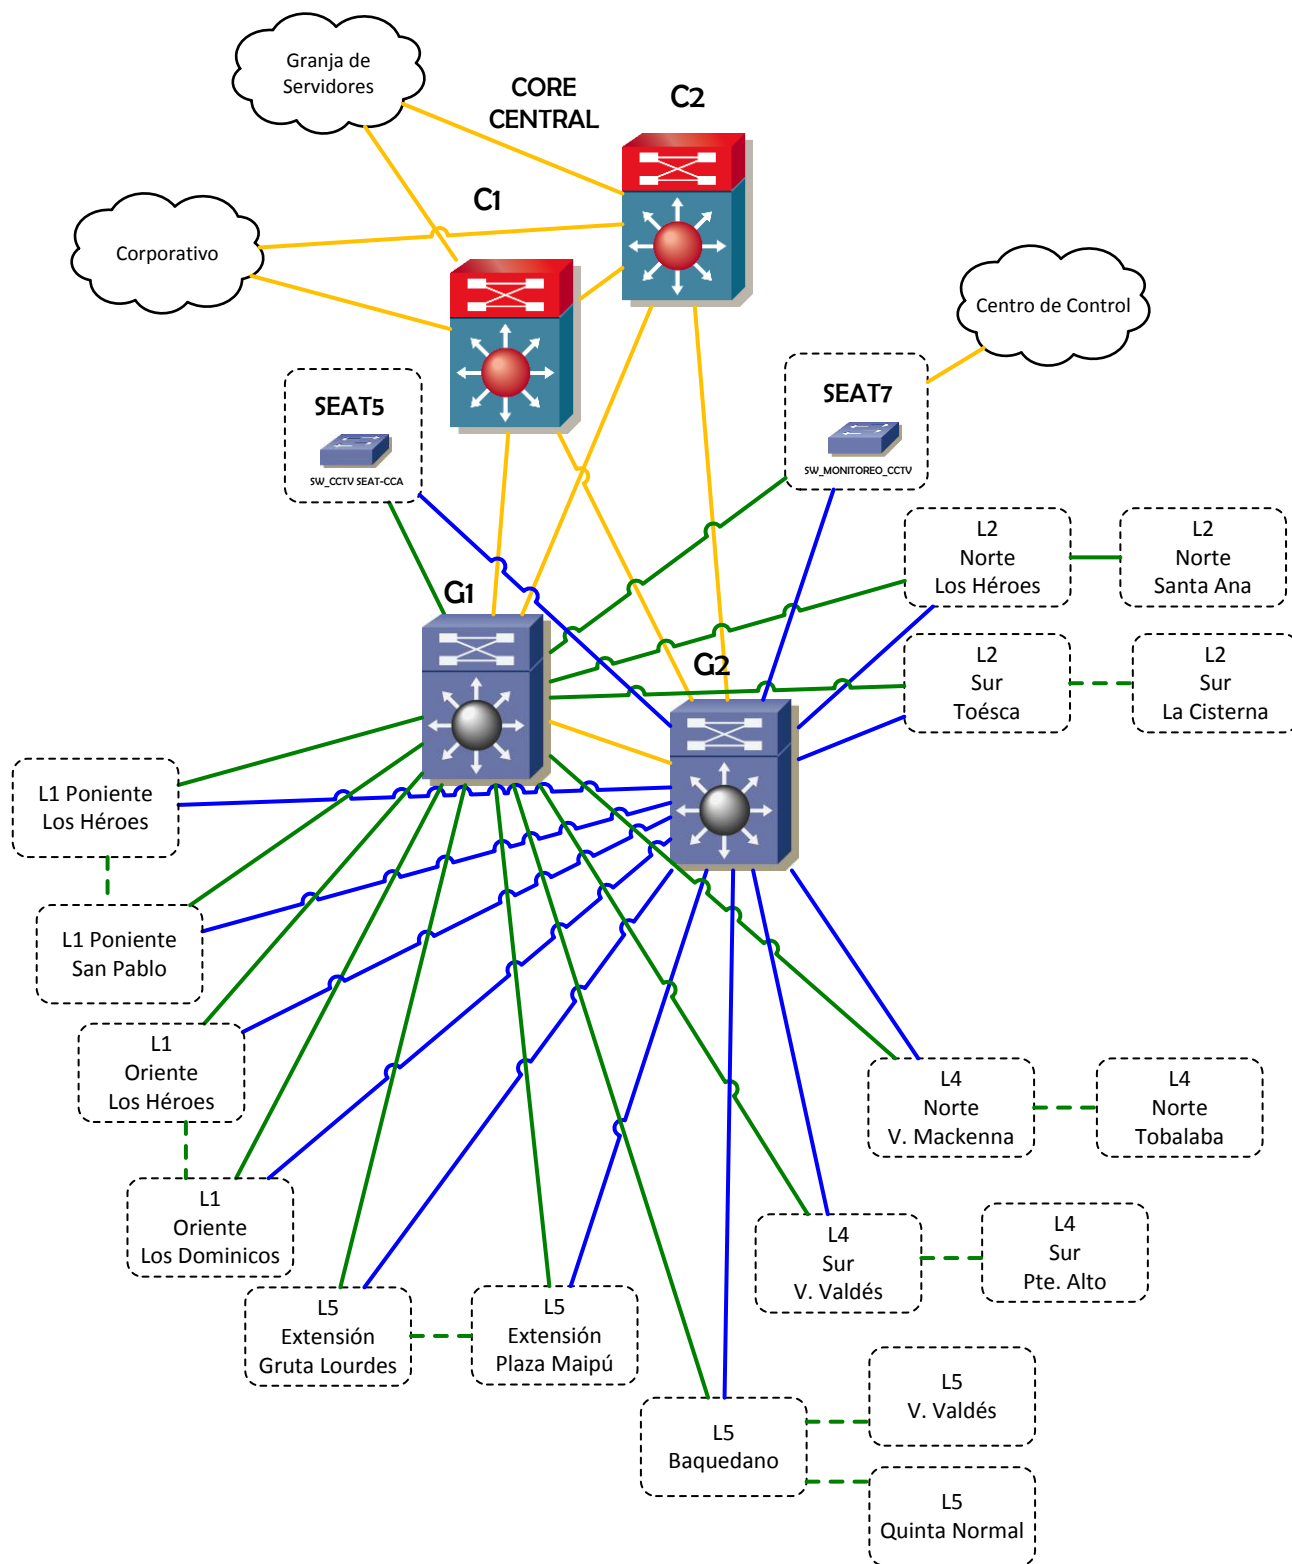 Granja de
Servidores
CORE
CENTRAL
C2
C1
Corporativo
Centro de Control
SEAT5
SW_CCTV SEAT-CCA
SEAT7
SW_MONITOREO_CCTV
L2
Norte
Los Héroes
L2
Norte
Santa Ana
G1
G2
L2
Sur
Toésca
L2
Sur
La Cisterna
L1 Poniente
Los Héroes
L1 Poniente
San Pablo
L1
Oriente
Los Héroes
L1
Oriente
Los Dominicos
L4
Norte
V. Mackenna
L4
Norte
Tobalaba
L4
Sur
V. Valdés
L4
Sur
Pte. Alto
L5
Extensión
Gruta Lourdes
L5
Extensión
Plaza Maipú
L5
Baquedano
L5
V. Valdés
L5
Quinta Normal